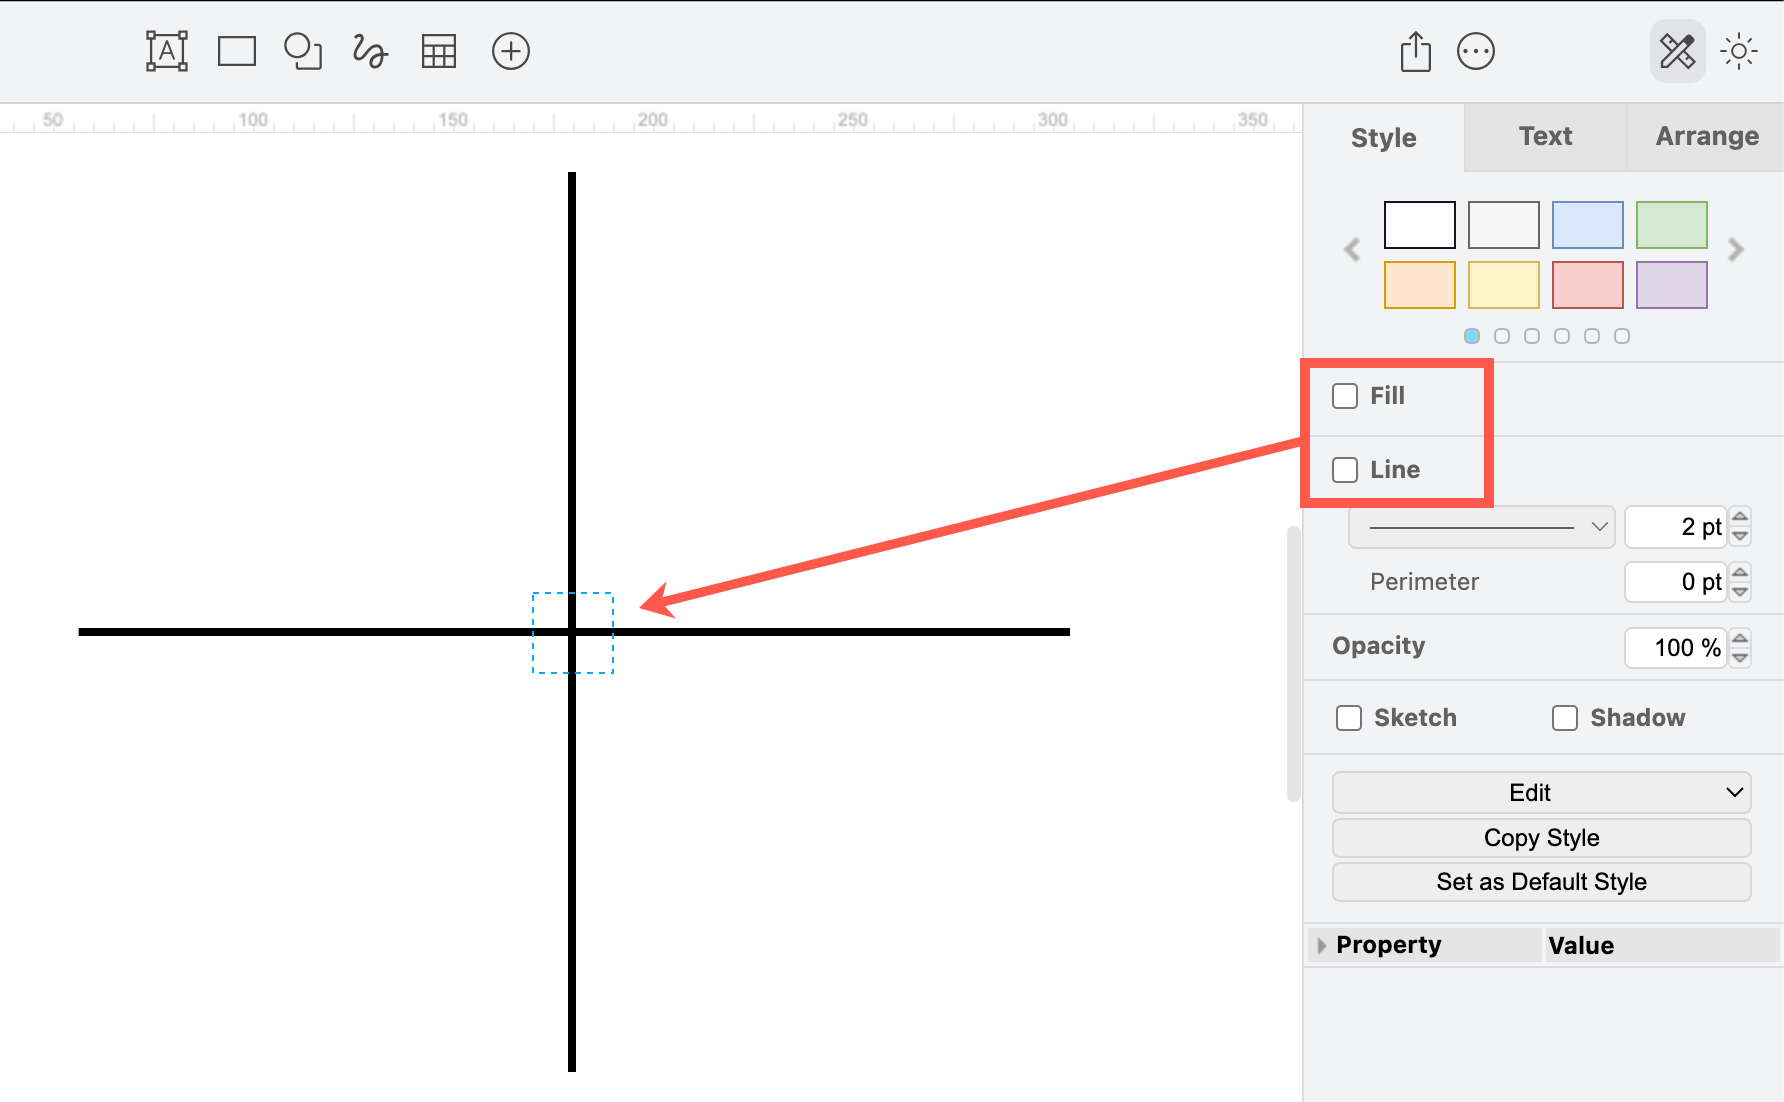 A
50 100 150 200 250 300 350
Style Text Arrange
Fill
Line
2 pt
Perimeter 0 pt
Opacity 100 %
Sketch Shadow
Edit
Copy Style
Set as Default Style
Property Value